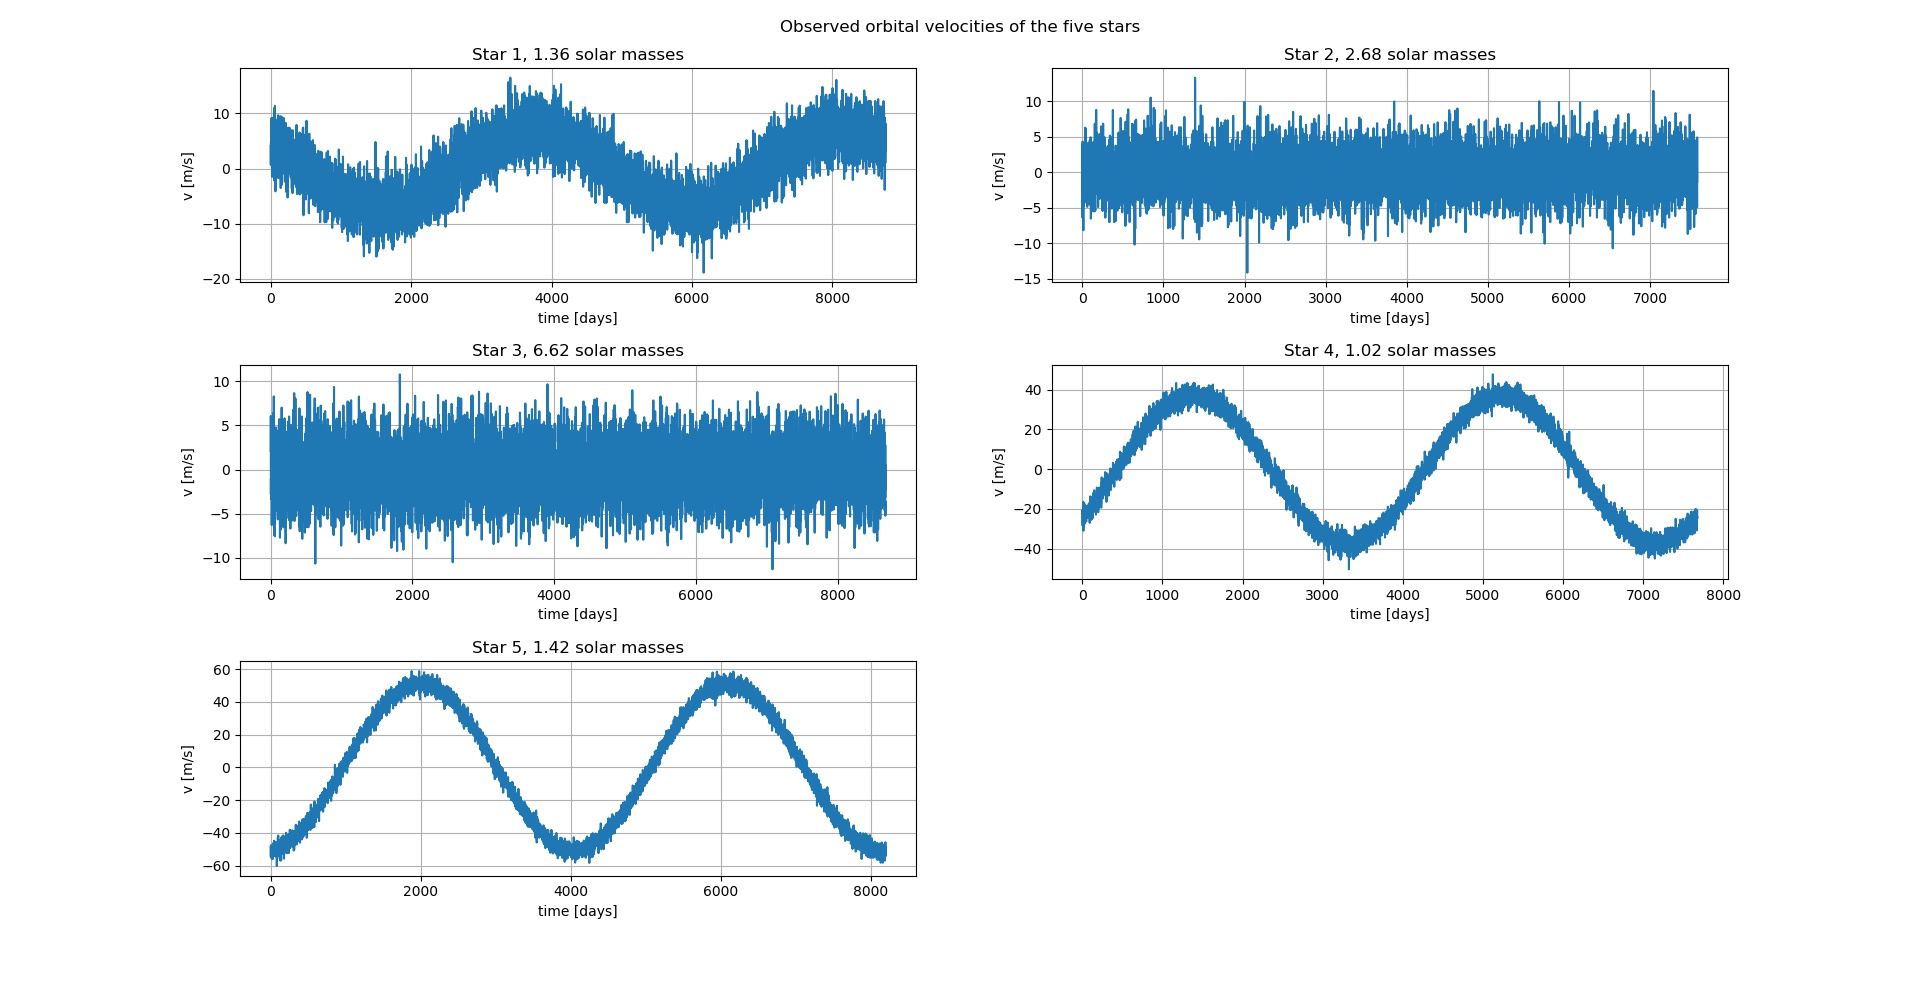 Observed orbital velocities of the five stars
Star 1, 1.36 solar masses
v [m/s]
10
0
−10
−20
0 2000 4000 6000 8000
time [days]
Star 2, 2.68 solar masses
v [m/s]
10
5
0
−5
−10
−15
0 1000 2000 3000 4000 5000 6000 7000
time [days]
Star 3, 6.62 solar masses
v [m/s]
10
5
0
−5
−10
0 2000 4000 6000 8000
time [days]
Star 4, 1.02 solar masses
v [m/s]
40
20
0
−20
−40
0 1000 2000 3000 4000 5000 6000 7000 8000
time [days]
Star 5, 1.42 solar masses
v [m/s]
60
40
20
0
−20
−40
−60
0 2000 4000 6000 8000
time [days]